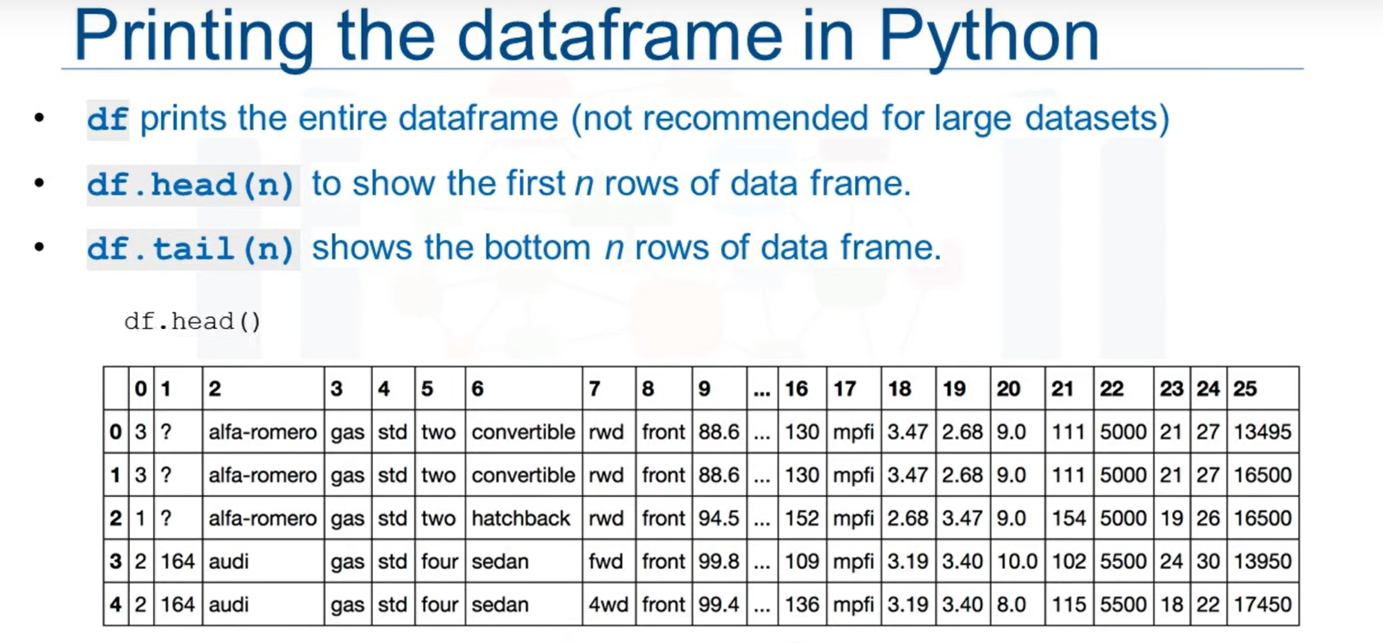 Printing the dataframe in Python
• df prints the entire dataframe (not recommended for large datasets)
• df.head(n) to show the first n rows of data frame.
• df.tail(n) shows the bottom n rows of data frame.
df.head()
0 1 2 3 4 5 6 7 8 9 ... 16 17 18 19 20 21 22 23 24 25
0 3 ? alfa-romero gas std two convertible rwd front 88.6 ... 130 mpfi 3.47 2.68 9.0 111 5000 21 27 13495
1 3 ? alfa-romero gas std two convertible rwd front 88.6 ... 130 mpfi 3.47 2.68 9.0 111 5000 21 27 16500
2 1 ? alfa-romero gas std two hatchback rwd front 94.5 ... 152 mpfi 2.68 3.47 9.0 154 5000 19 26 16500
3 2 164 audi gas std four sedan fwd front 99.8 ... 109 mpfi 3.19 3.40 10.0 102 5500 24 30 13950
4 2 164 audi gas std four sedan 4wd front 99.4 ... 136 mpfi 3.19 3.40 8.0 115 5500 18 22 17450